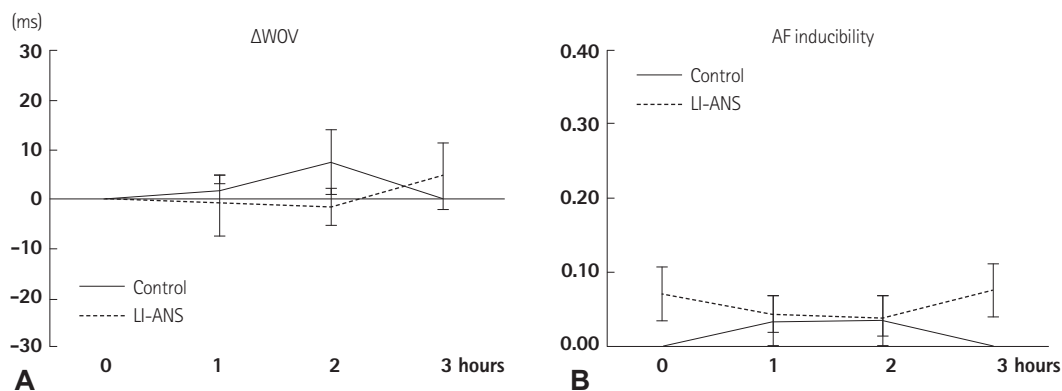 (ms)
ΔWOV
30
20
10
0
-10
-20
-30
Control
LI-ANS
0 1 2 3 hours
A
AF inducibility
0.40
0.30
0.20
0.10
0.00
Control
LI-ANS
0 1 2 3 hours
B